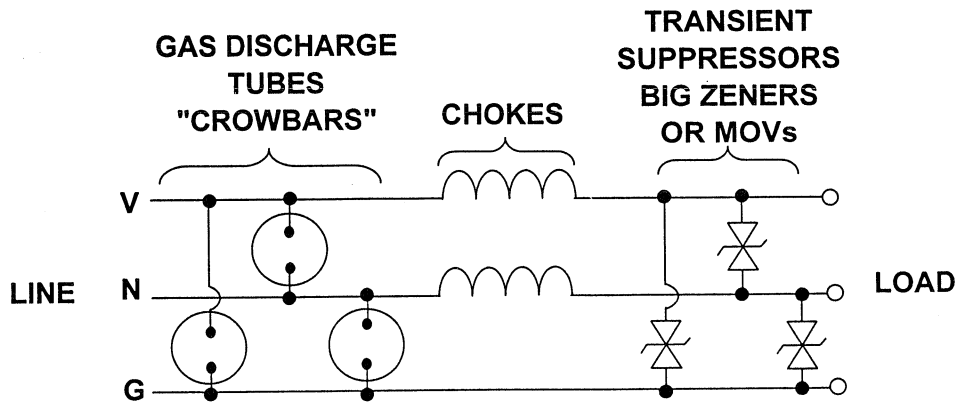 GAS DISCHARGE
TUBES
"CROWBARS"
CHOKES
TRANSIENT
SUPPRESSORS
BIG ZENERS
OR MOVs
V
LINE
N
LOAD
G